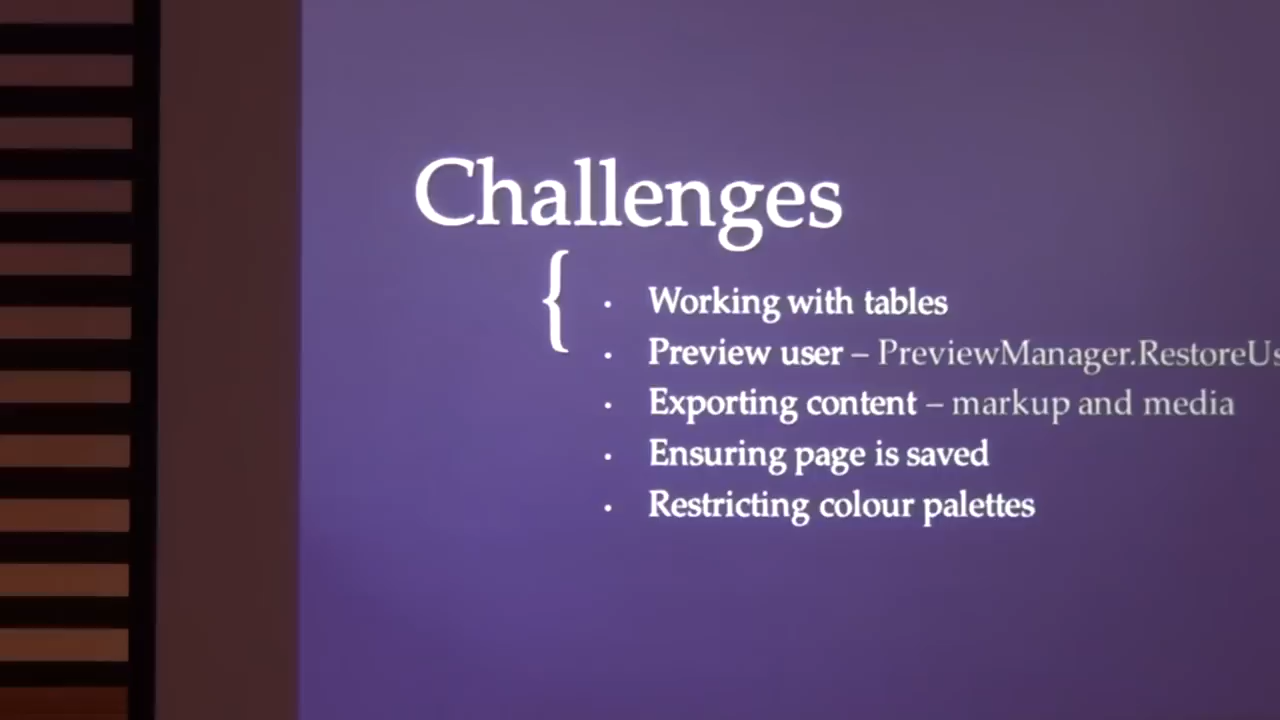 Challenges
{
· Working with tables
· Preview user – PreviewManager.RestoreUs
· Exporting content – markup and media
· Ensuring page is saved
· Restricting colour palettes